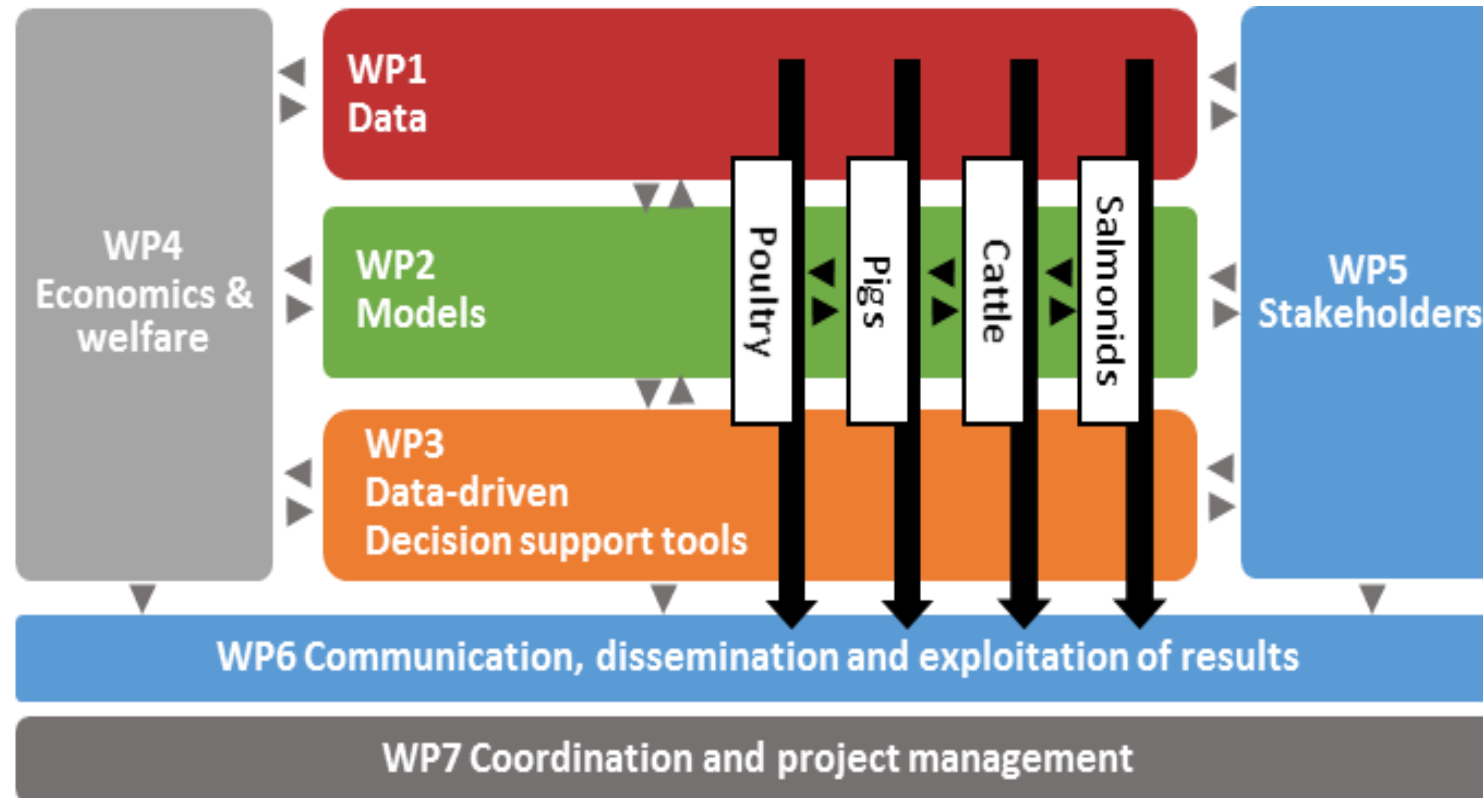 WP1
Data
WP4
Economics &
welfare
WP2
Models
WP5
Stakeholders
WP3
Data-driven
Decision support tools
Poultry
Pigs
Cattle
Salmonids
WP6 Communication, dissemination and exploitation of results
WP7 Coordination and project management